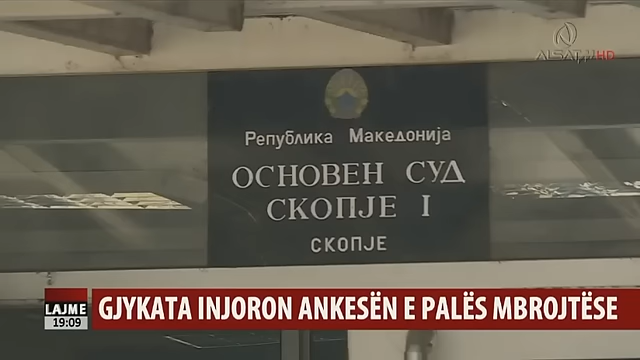 ALSAT-M HD
Република Македонија
ОСНОВЕН СУД
СКОПЈЕ I
СКОПЈЕ
LAJME
19:09
GJYKATA INJORON ANKESËN E PALËS MBROJTËSE